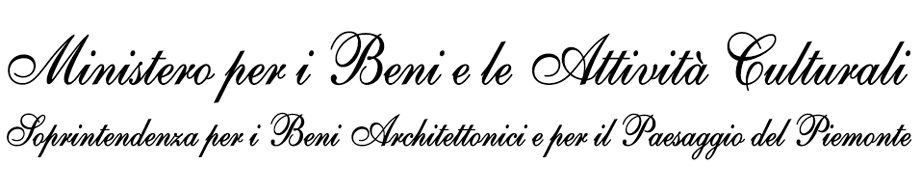 Ministero per i Beni e le Attività Culturali
Soprintendenza per i Beni Architettonici e per il Paesaggio del Piemonte